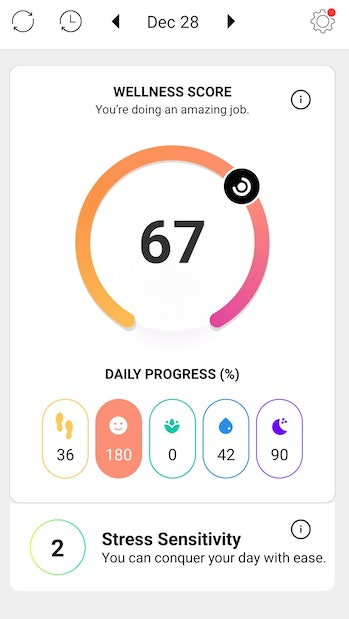 Dec 28
WELLNESS SCORE
You're doing an amazing job.
67
DAILY PROGRESS (%)
36 180 0 42 90
2
Stress Sensitivity
You can conquer your day with ease.